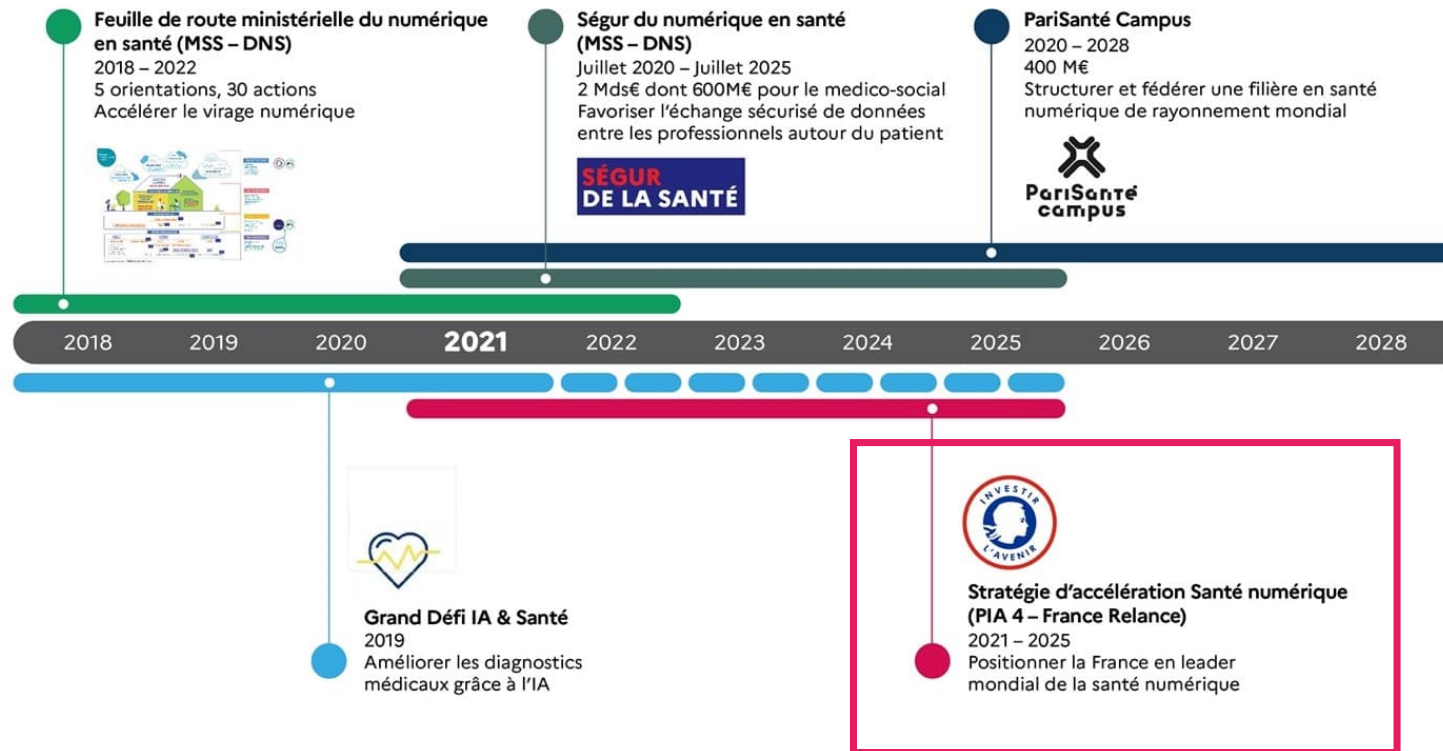 Feuille de route ministérielle du numérique
en santé (MSS – DNS)
2018 – 2022
5 orientations, 30 actions
Accélérer le virage numérique
Ségur du numérique en santé
(MSS – DNS)
Juillet 2020 – Juillet 2025
2 Mds€ dont 600M€ pour le medico-social
Favoriser l'échange sécurisé de données
entre les professionnels autour du patient
SÉGUR
DE LA SANTÉ
PariSanté Campus
2020 – 2028
400 M€
Structurer et fédérer une filière en santé
numérique de rayonnement mondial
PariSanté
campus
2018 2019 2020 2021 2022 2023 2024 2025 2026 2027 2028
Grand Défi IA & Santé
2019
Améliorer les diagnostics
médicaux grâce à l'IA
INVESTIR
L'AVENIR
Stratégie d'accélération Santé numérique
(PIA 4 – France Relance)
2021 – 2025
Positionner la France en leader
mondial de la santé numérique